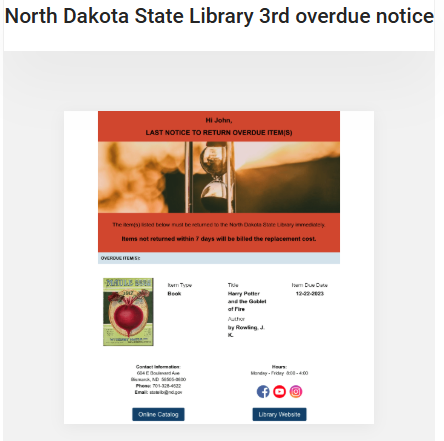 North Dakota State Library 3rd overdue notice
Hi John,
LAST NOTICE TO RETURN OVERDUE ITEM(S)
The item(s) listed below must be returned to the North Dakota State Library immediately.
Items not returned within 7 days will be billed the replacement cost.
OVERDUE ITEM(S):
Item Type
Book
Title
Harry Potter
and the Goblet
of Fire
Author
by Rowling, J.
K.
Item Due Date
12-22-2023
Contact Information:
604 E Boulevard Ave
Bismarck, ND 58505-0800
Phone: 701-328-4622
Email: statelib@nd.gov
Hours:
Monday - Friday 8:00 - 4:00
Online Catalog
Library Website